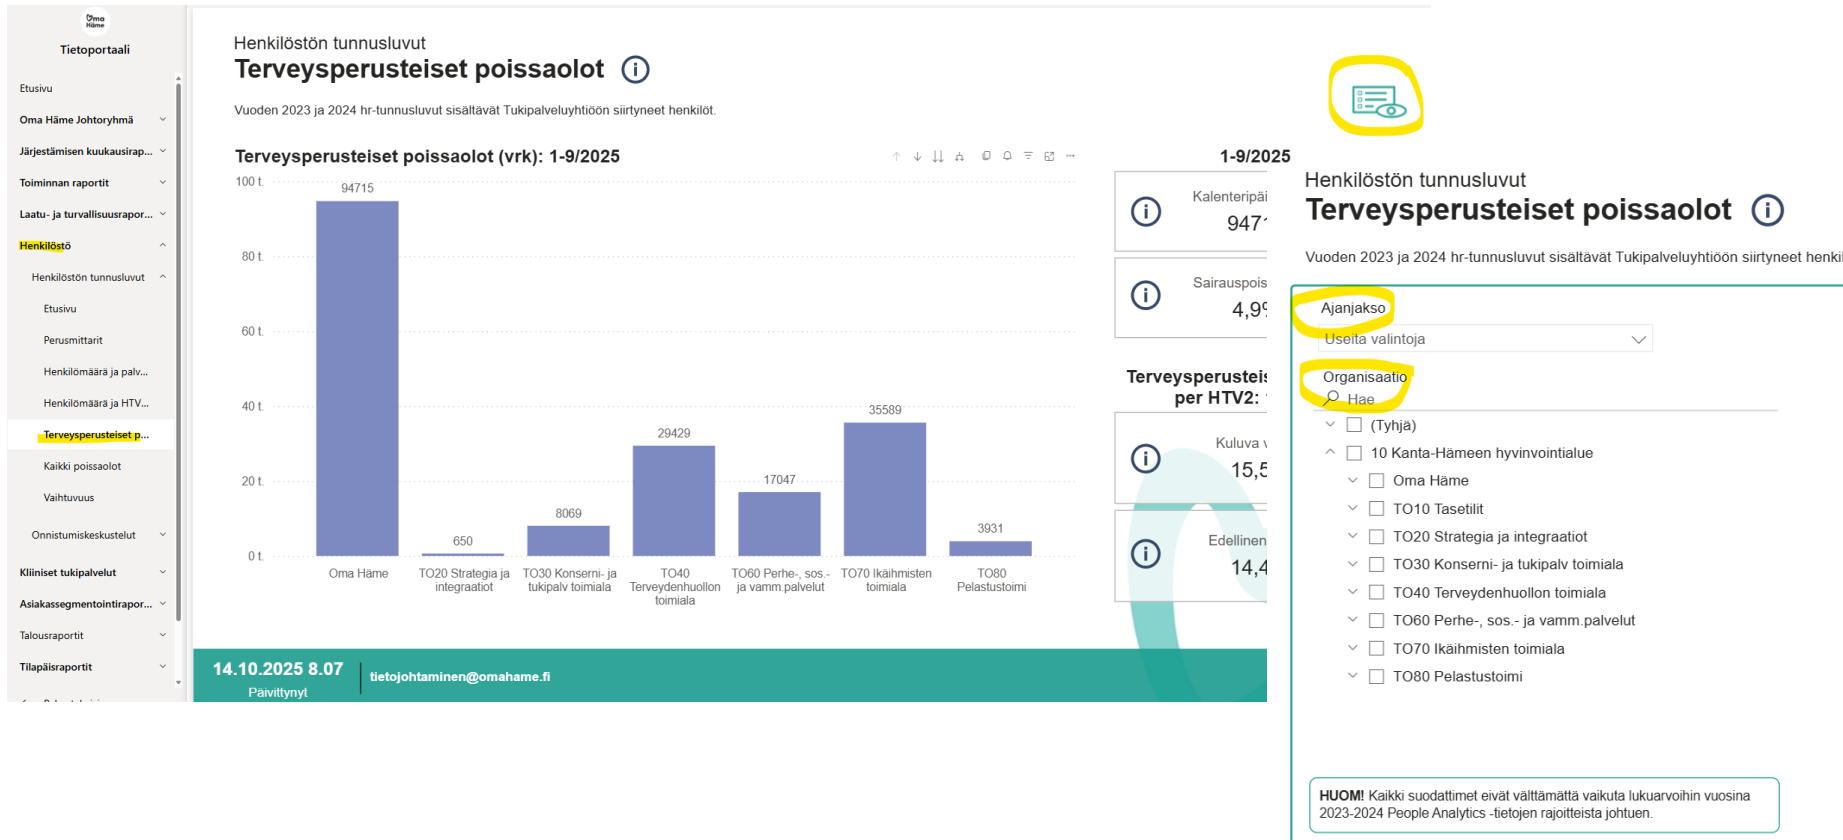 Oma
Häme
Tietoportaali
Etusivu
Oma Häme Johtoryhmä
Järjestämisen kuukausirap...
Toiminnan raportit
Laatu- ja turvallisuusrapor...
Henkilöstö
Henkilöstön tunnusluvut
Etusivu
Perusmittarit
Henkilömäärä ja palv...
Henkilömäärä ja HTV...
Terveysperusteiset p...
Kaikki poissaolot
Vaihtuvuus
Onnistumiskeskustelut
Kliiniset tukipalvelut
Asiakassegmentointirapor...
Talousraportit
Tilapäisraportit
Henkilöstön tunnusluvut
Terveysperusteiset poissaolot
Vuoden 2023 ja 2024 hr-tunnusluvut sisältävät Tukipalveluyhtiöön siirtyneet henkilöt.
Terveysperusteiset poissaolot (vrk): 1-9/2025
100 t.
80 t.
60 t.
40 t.
20 t.
0 t.
94715
650
8069
29429
17047
35589
3931
Oma Häme
TO20 Strategia ja
integraatiot
TO30 Konserni- ja
tukipalv toimiala
TO40
Terveydenhuollon
toimiala
TO60 Perhe-, sos.-
ja vamm.palvelut
TO70 Ikäihmisten
toimiala
TO80
Pelastustoimi
1-9/2025
Kalenteripäi
9471
Sairauspois
4,9%
Terveysperusteis
per HTV2:
Kuluva v
15,5
Edellinen
14,4
14.10.2025 8.07
Päivittynyt
tietojohtaminen@omahame.fi
Henkilöstön tunnusluvut
Terveysperusteiset poissaolot
Vuoden 2023 ja 2024 hr-tunnusluvut sisältävät Tukipalveluyhtiöön siirtyneet henkil
Ajanjakso
Useita valintoja
Organisaatio
Hae
(Tyhjä)
10 Kanta-Hämeen hyvinvointialue
Oma Häme
TO10 Tasetilit
TO20 Strategia ja integraatiot
TO30 Konserni- ja tukipalv toimiala
TO40 Terveydenhuollon toimiala
TO60 Perhe-, sos.- ja vamm.palvelut
TO70 Ikäihmisten toimiala
TO80 Pelastustoimi
HUOM! Kaikki suodattimet eivät välttämättä vaikuta lukuarvoihin vuosina
2023-2024 People Analytics -tietojen rajoitteista johtuen.